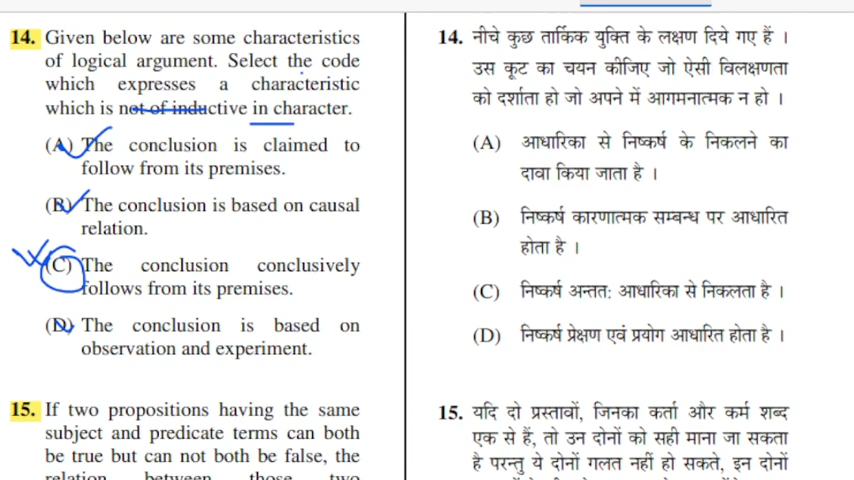 14. Given below are some characteristics
of logical argument. Select the code
which expresses a characteristic
which is not of inductive in character.
(A) The conclusion is claimed to
follow from its premises.
(B) The conclusion is based on causal
relation.
(C) The conclusion conclusively
follows from its premises.
(D) The conclusion is based on
observation and experiment.
15. If two propositions having the same
subject and predicate terms can both
be true but can not both be false, the
relation between those two
14. नीचे कुछ तार्किक युक्ति के लक्षण दिये गए हैं ।
उस कूट का चयन कीजिए जो ऐसी विलक्षणता
को दर्शाता हो जो अपने में आगमनात्मक न हो ।
(A) आधारिका से निष्कर्ष के निकलने का
दावा किया जाता है ।
(B) निष्कर्ष कारणात्मक सम्बन्ध पर आधारित
होता है ।
(C) निष्कर्ष अन्तत: आधारिका से निकलता है ।
(D) निष्कर्ष प्रेक्षण एवं प्रयोग आधारित होता है ।
15. यदि दो प्रस्तावों, जिनका कर्ता और कर्म शब्द
एक से हैं, तो उन दोनों को सही माना जा सकता
है परन्तु ये दोनों गलत नहीं हो सकते, इन दोनों